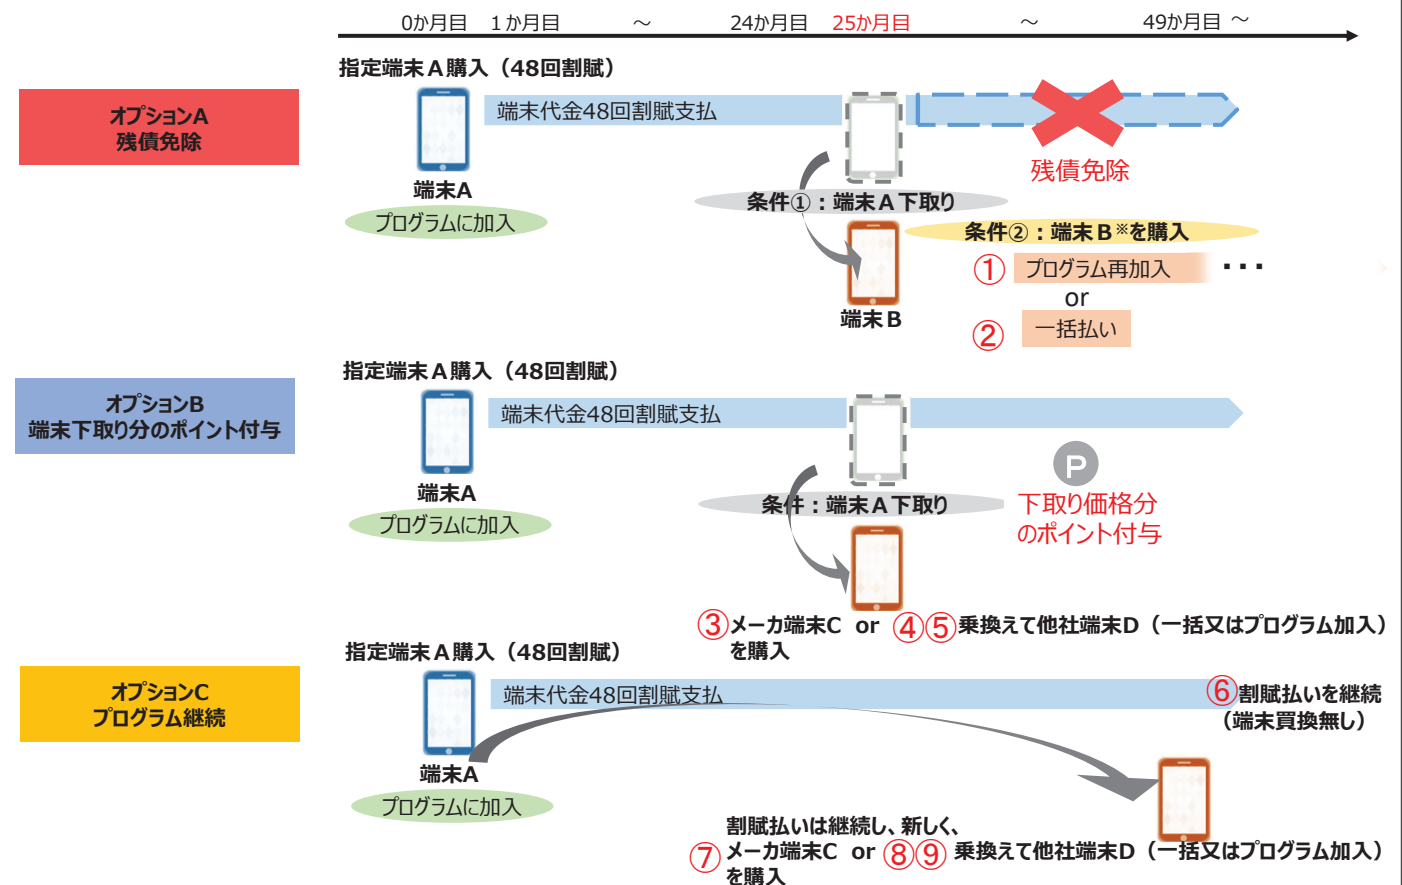 0か月目 1か月目 ～ 24か月目 25か月目 ～ 49か月目 ～
指定端末A購入（48回割賦）
オプションA
残債免除
端末代金48回割賦支払
残債免除
端末A
プログラムに加入
条件①：端末A下取り
条件②：端末B※を購入
① プログラム再加入 ・・・
or
② 一括払い
端末B
指定端末A購入（48回割賦）
オプションB
端末下取り分のポイント付与
端末代金48回割賦支払
P
端末A
プログラムに加入
条件：端末A下取り
下取り価格分
のポイント付与
③メーカ端末C or ④⑤乗換えて他社端末D（一括又はプログラム加入）
を購入
指定端末A購入（48回割賦）
オプションC
プログラム継続
端末代金48回割賦支払
⑥割賦払いを継続
（端末買換無し）
端末A
プログラムに加入
割賦払いは継続し、新しく、
⑦メーカ端末C or ⑧⑨ 乗換えて他社端末D（一括又はプログラム加入）
を購入